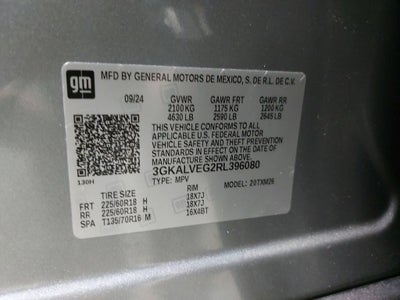 gm
MFD BY GENERAL MOTORS DE MEXICO, S. DE R.L. DE C.V.
09/24 GVWR GAWR FRT GAWR RR
2100 KG 1175 KG 1200 KG
4630 LB 2590 LB 2645 LB
THIS VEHICLE CONFORMS TO ALL APPLICABLE
U.S. FEDERAL MOTOR
VEHICLE SAFETY AND THEFT PREVENTION STANDARDS
IN EFFECT ON THE DATE OF MANUFACTURE SHOWN ABOVE.
3GKALVEG2RL396080
TYPE: MPV MODEL: 20TXM26
130H
TIRE SIZE RIM
FRT 225/60R18 H 18X7J
RR 225/60R18 H 18X7J
SPA T135/70R16 M 16X4BT